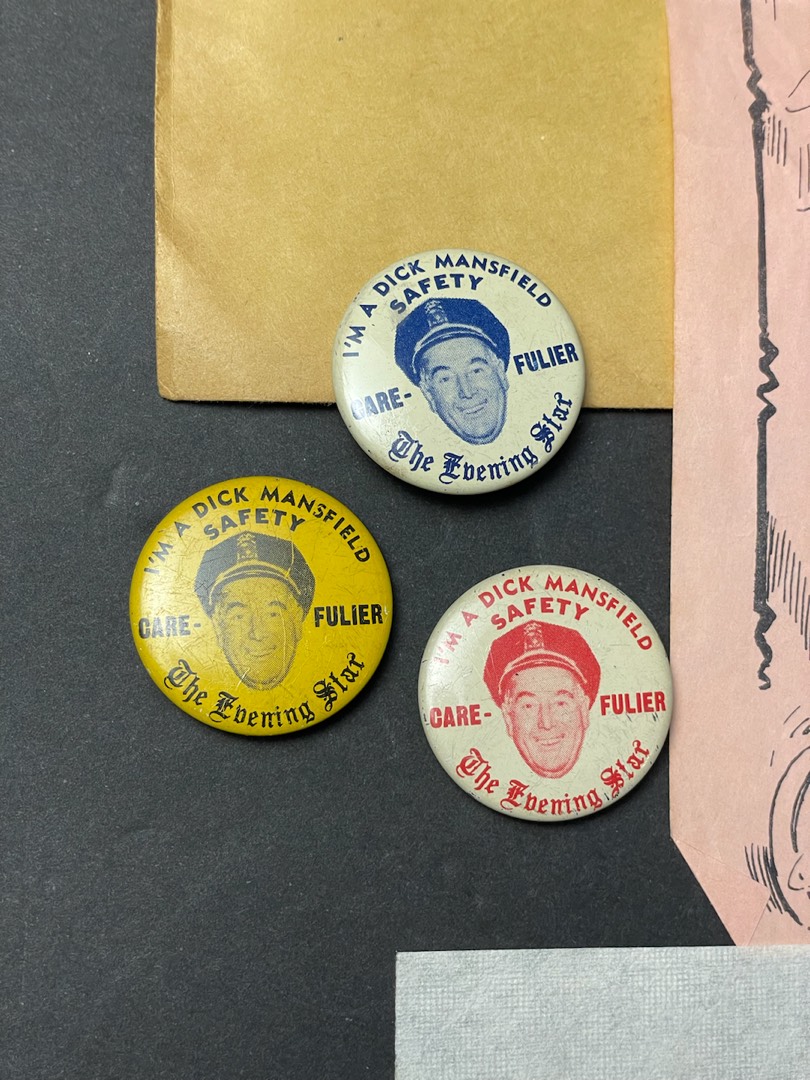 I'M A DICK MANSFIELD
SAFETY
CARE- FULIER
The Evening Star
I'M A DICK MANSFIELD
SAFETY
CARE- FULIER
The Evening Star
I'M A DICK MANSFIELD
SAFETY
CARE- FULIER
The Evening Star